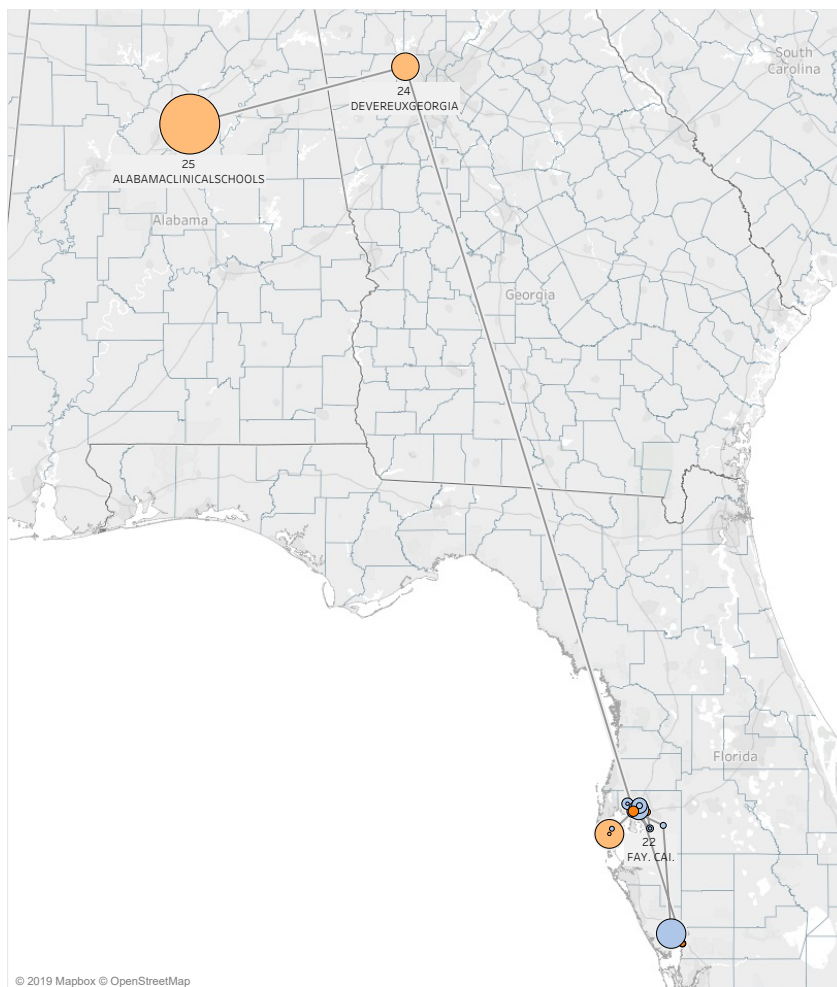 South
Carolina
24
DEVEREUXGEORGIA
25
ALABAMACLINICALSCHOOLS
Alabama
Georgia
Florida
22
FAY. CAI.
© 2019 Mapbox © OpenStreetMap